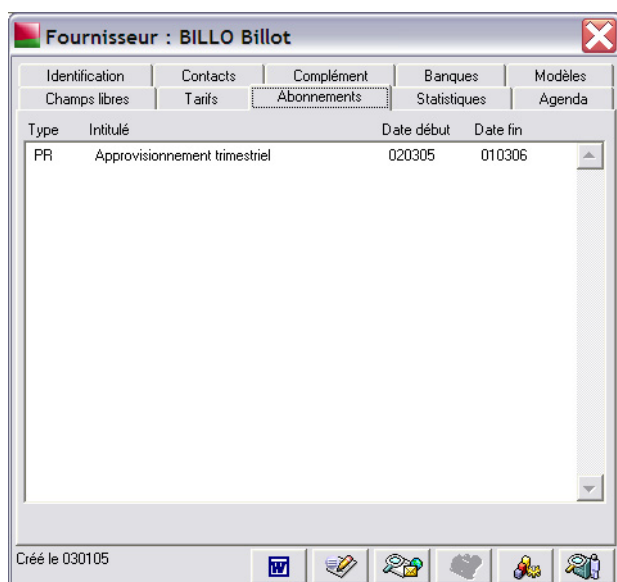 Fournisseur : BILLO Billot
Identification Contacts Complément Banques Modèles
Champs libres Tarifs Abonnements Statistiques Agenda
Type Intitulé Date début Date fin
PR Approvisionnement trimestriel 020305 010306
Créé le 030105
W